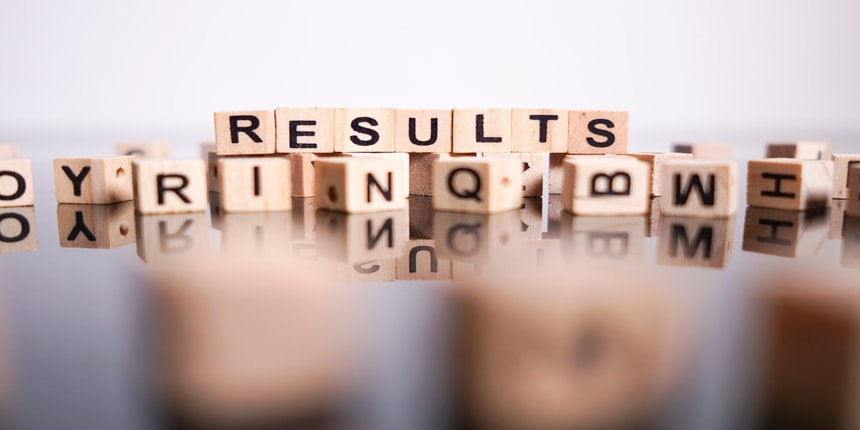 RESULTS
O Y R I N Q B W H